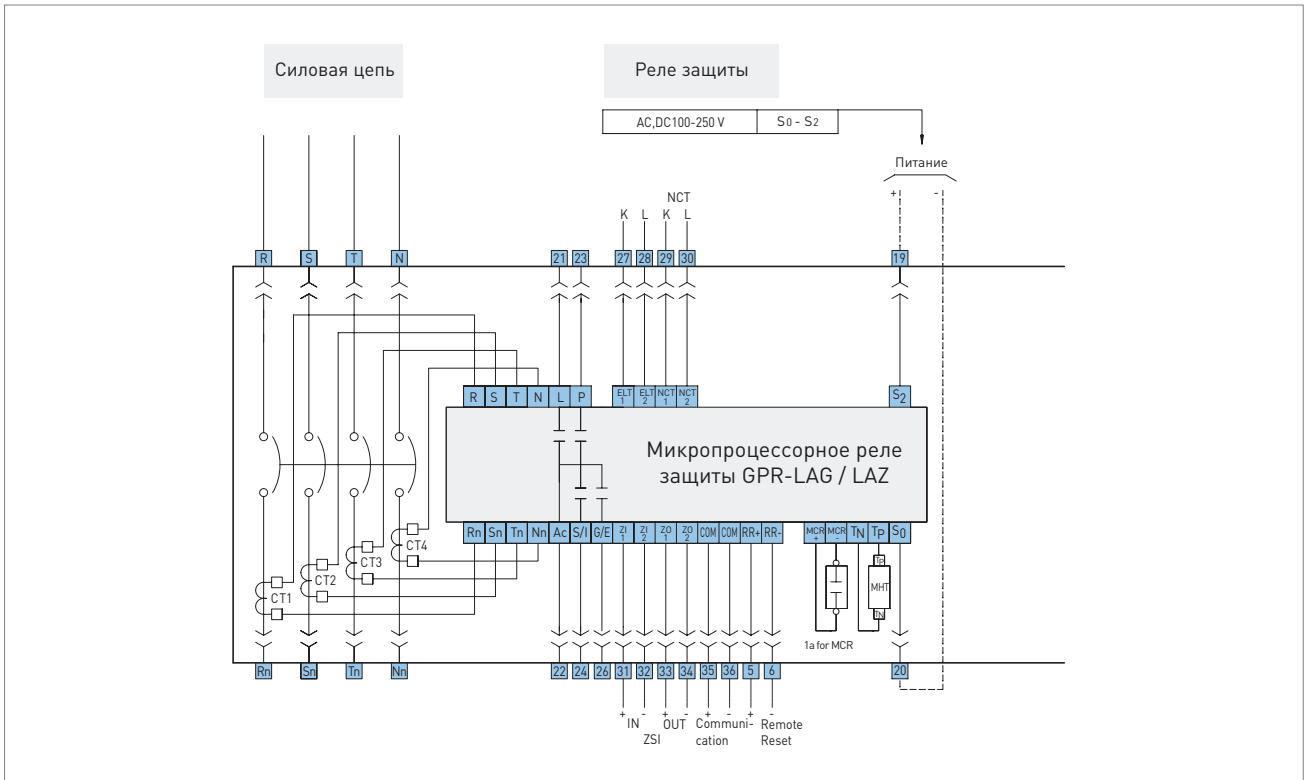 Силовая цепь
Реле защиты
AC,DC100-250 V S0 - S2
Питание
+ -
NCT
K L K L
R S T N 21 23 27 28 29 30 19
R S T N L P ELT 1 ELT 2 NCT 1 NCT 2 S2
Микропроцессорное реле
защиты GPR-LAG / LAZ
Rn Sn Tn Nn Ac S/I G/E ZI 1 ZI 2 ZO 1 ZO 2 COM COM RR+ RR- MCR + MCR - TN TP S0
CT4
CT3
CT2
CT1
Tp
MHT
TN
1a for MCR
Rn Sn Tn Nn 22 24 26 31 32 33 34 35 36 5 6 20
+ - + - + - + -
IN OUT Communi- Remote
ZSI cation Reset